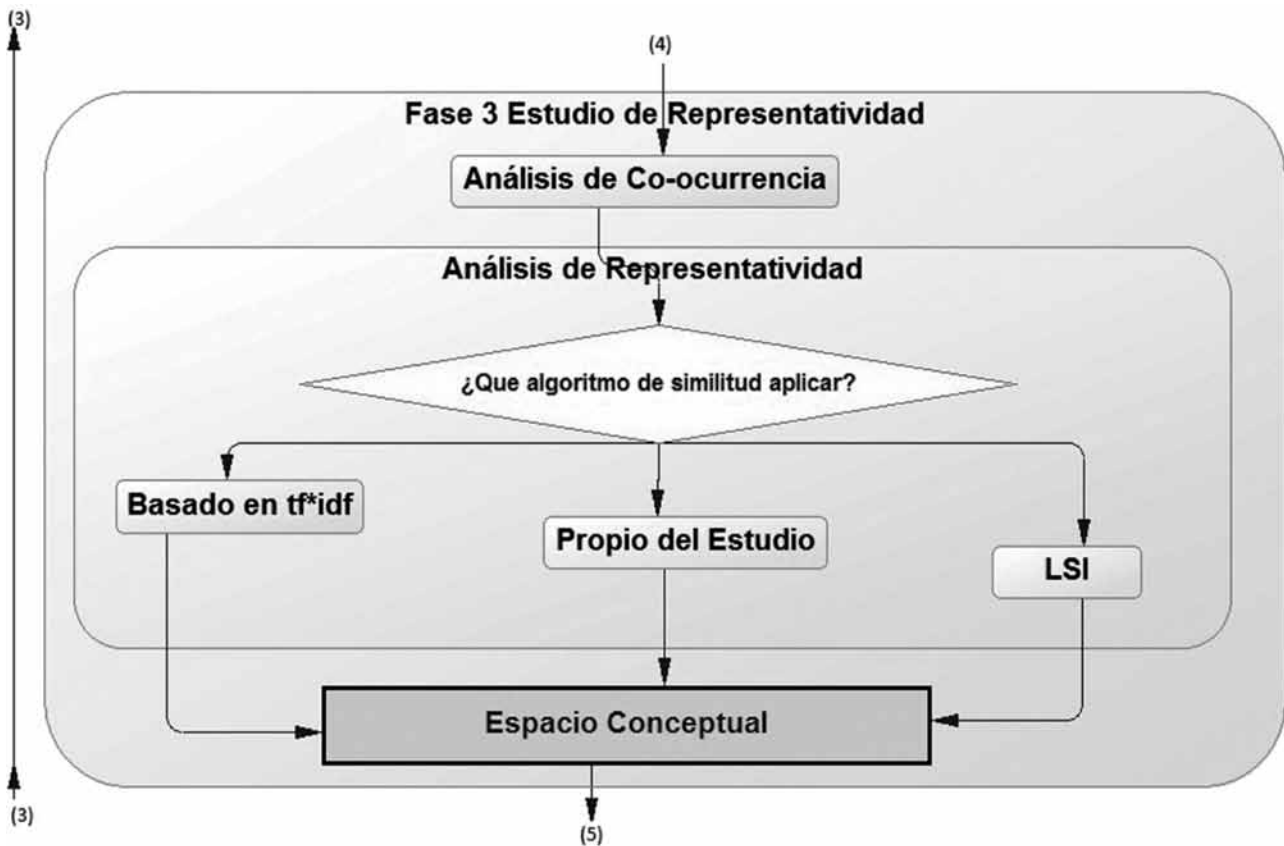 (3)
(4)
Fase 3 Estudio de Representatividad
Análisis de Co-ocurrencia
Análisis de Representatividad
¿Que algoritmo de similitud aplicar?
Basado en tf*idf
Propio del Estudio
LSI
Espacio Conceptual
(3)
(5)